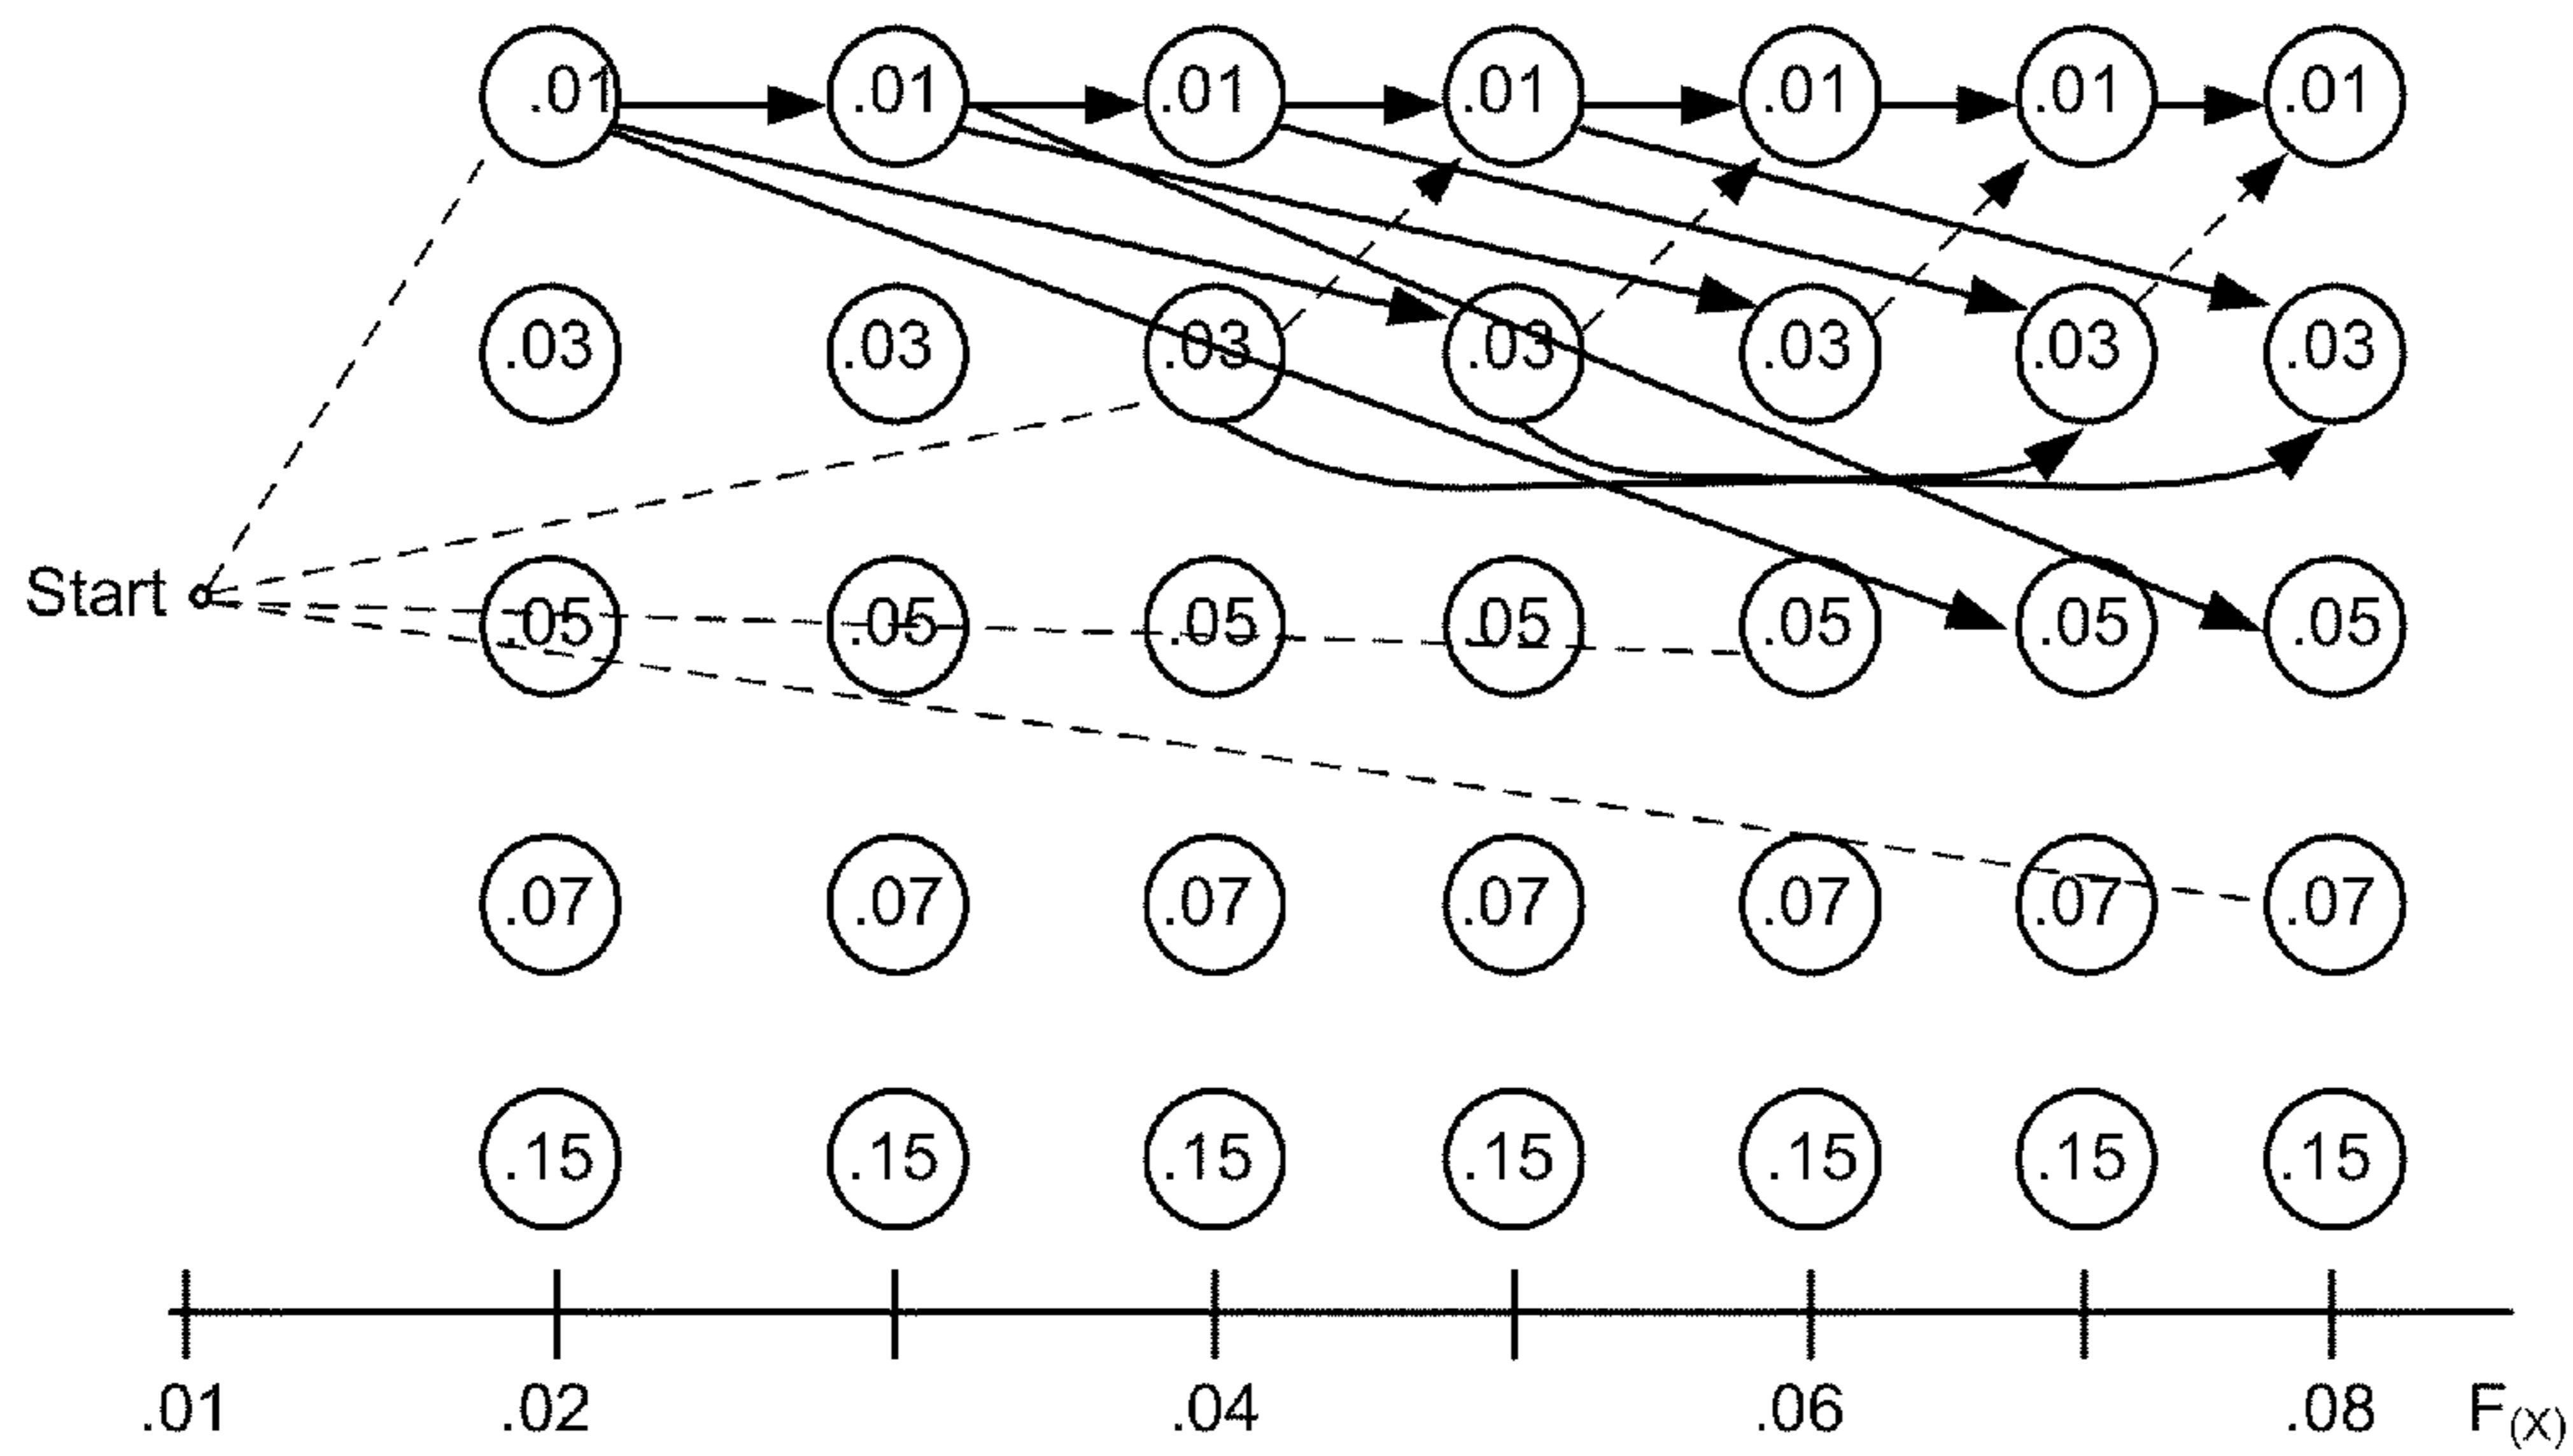 .01 .01 .01 .01 .01 .01 .01
.03 .03 .03 .03 .03 .03 .03
Start .05 .05 .05 .05 .05 .05 .05
.07 .07 .07 .07 .07 .07 .07
.15 .15 .15 .15 .15 .15 .15
.01 .02 .04 .06 .08 F(X)